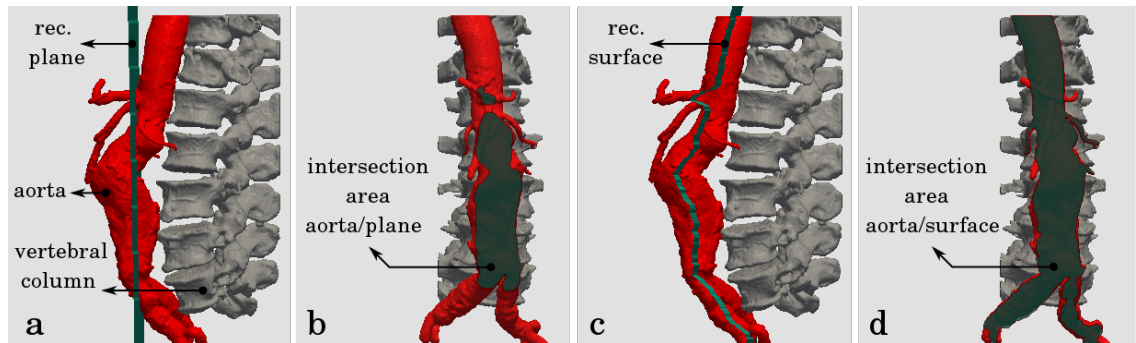 rec.
plane
aorta
vertebral
column
a
intersection
area
aorta/plane
b
rec.
surface
c
intersection
area
aorta/surface
d